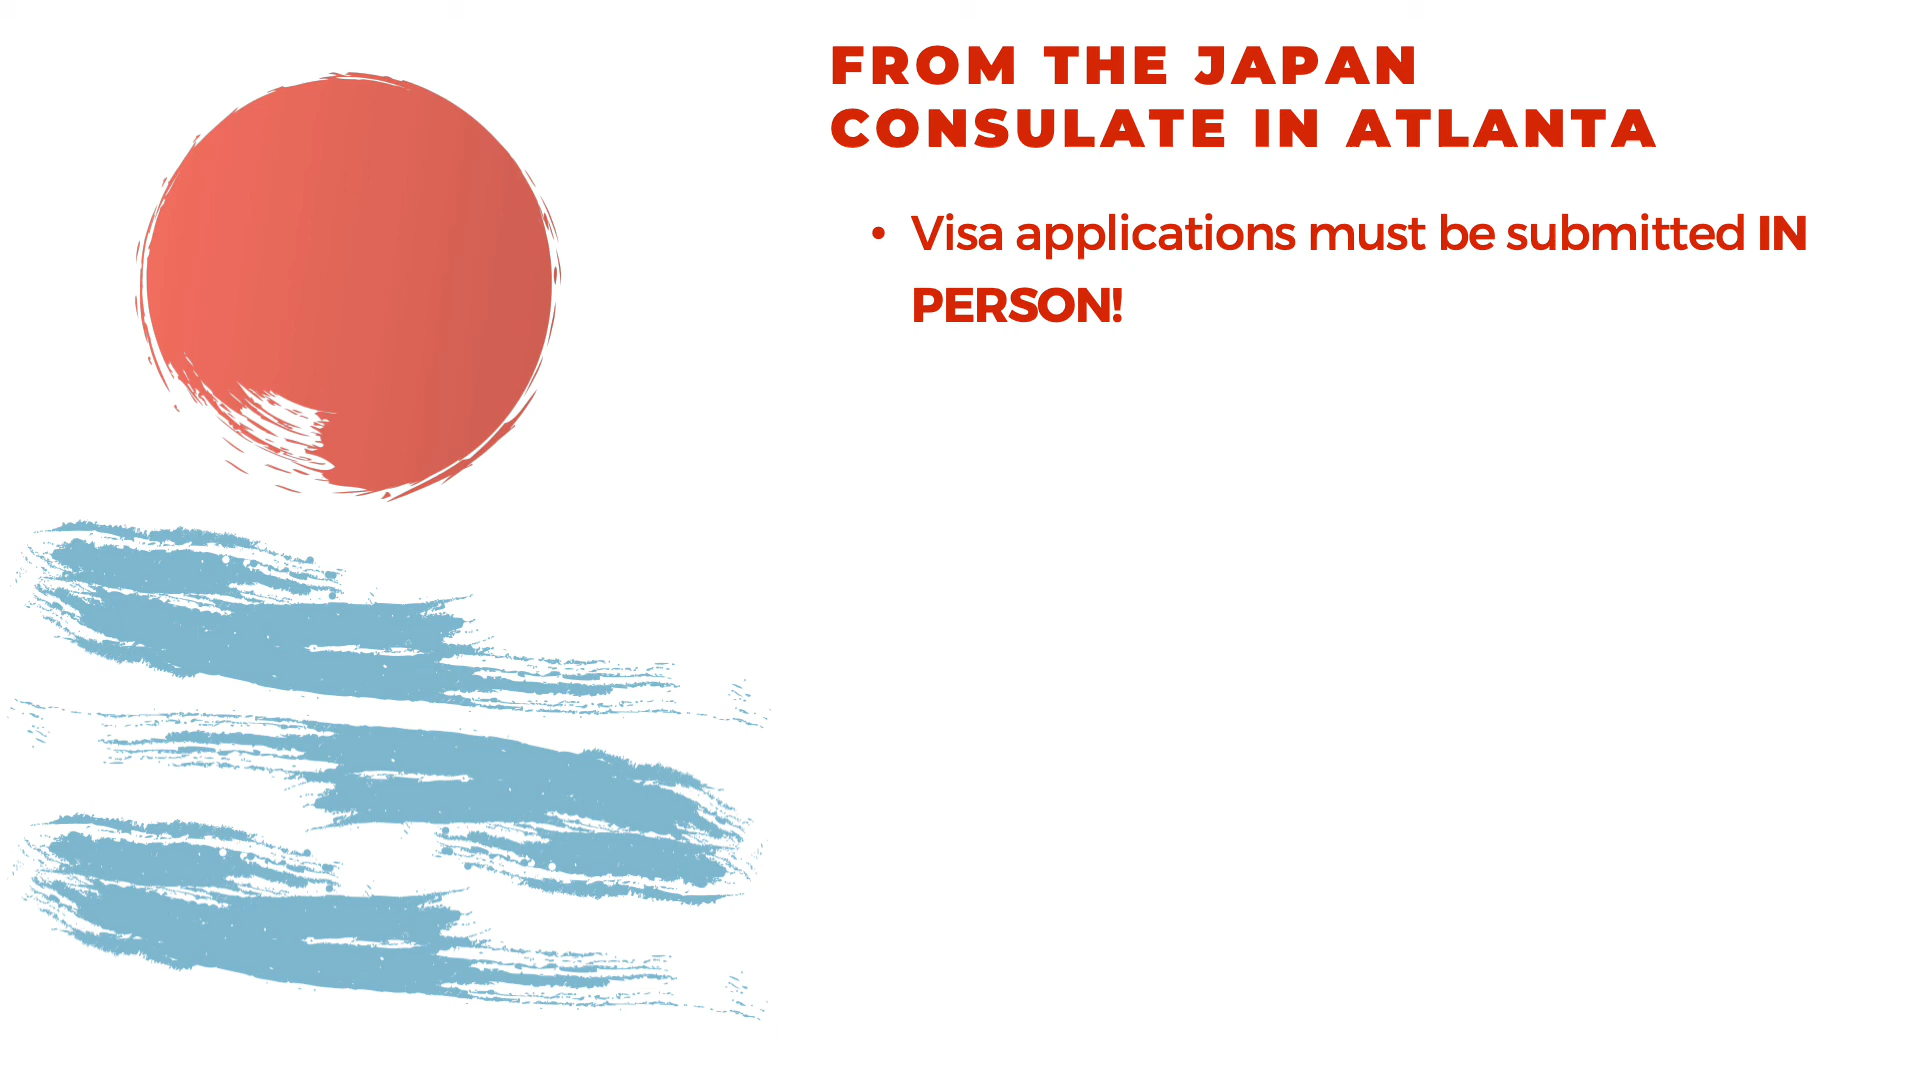 FROM THE JAPAN
CONSULATE IN ATLANTA
• Visa applications must be submitted IN
PERSON!